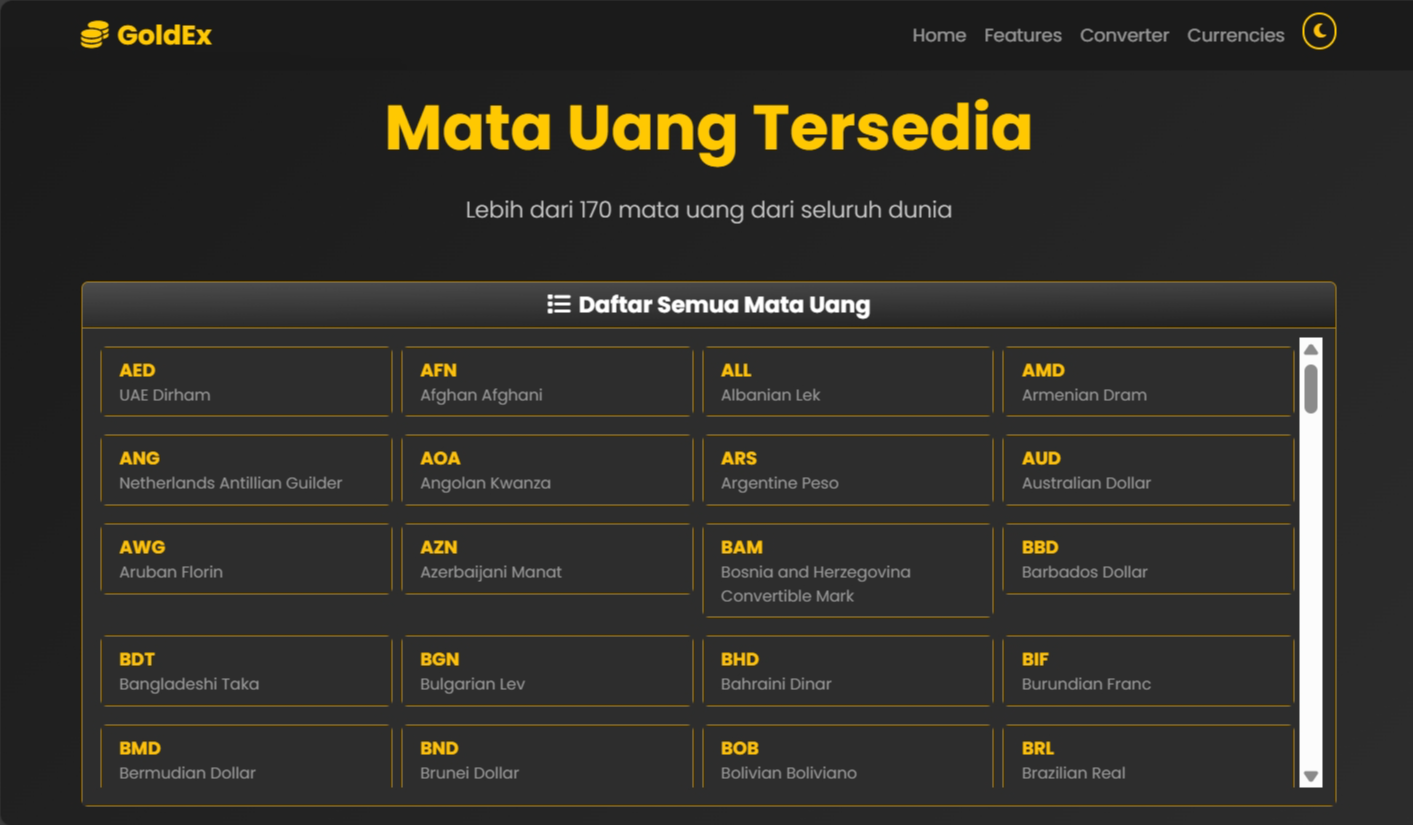 GoldEx
Home Features Converter Currencies
Mata Uang Tersedia
Lebih dari 170 mata uang dari seluruh dunia
Daftar Semua Mata Uang
AED
UAE Dirham
AFN
Afghan Afghani
ALL
Albanian Lek
AMD
Armenian Dram
ANG
Netherlands Antillian Guilder
AOA
Angolan Kwanza
ARS
Argentine Peso
AUD
Australian Dollar
AWG
Aruban Florin
AZN
Azerbaijani Manat
BAM
Bosnia and Herzegovina
Convertible Mark
BBD
Barbados Dollar
BDT
Bangladeshi Taka
BGN
Bulgarian Lev
BHD
Bahraini Dinar
BIF
Burundian Franc
BMD
Bermudian Dollar
BND
Brunei Dollar
BOB
Bolivian Boliviano
BRL
Brazilian Real